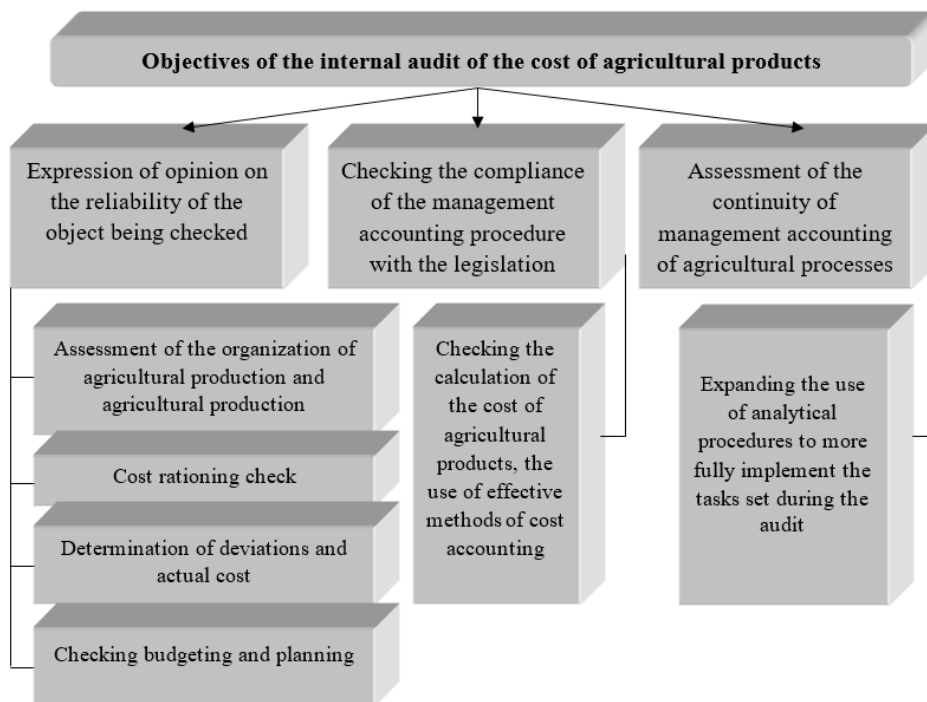 Objectives of the internal audit of the cost of agricultural products
Expression of opinion on
the reliability of the
object being checked
Checking the compliance
of the management
accounting procedure
with the legislation
Assessment of the
continuity of
management accounting
of agricultural processes
Assessment of the organization of
agricultural production and
agricultural production
Cost rationing check
Determination of deviations and
actual cost
Checking budgeting and planning
Checking the
calculation of
the cost of
agricultural
products, the
use of effective
methods of cost
accounting
Expanding the use
of analytical
procedures to more
fully implement the
tasks set during the
audit